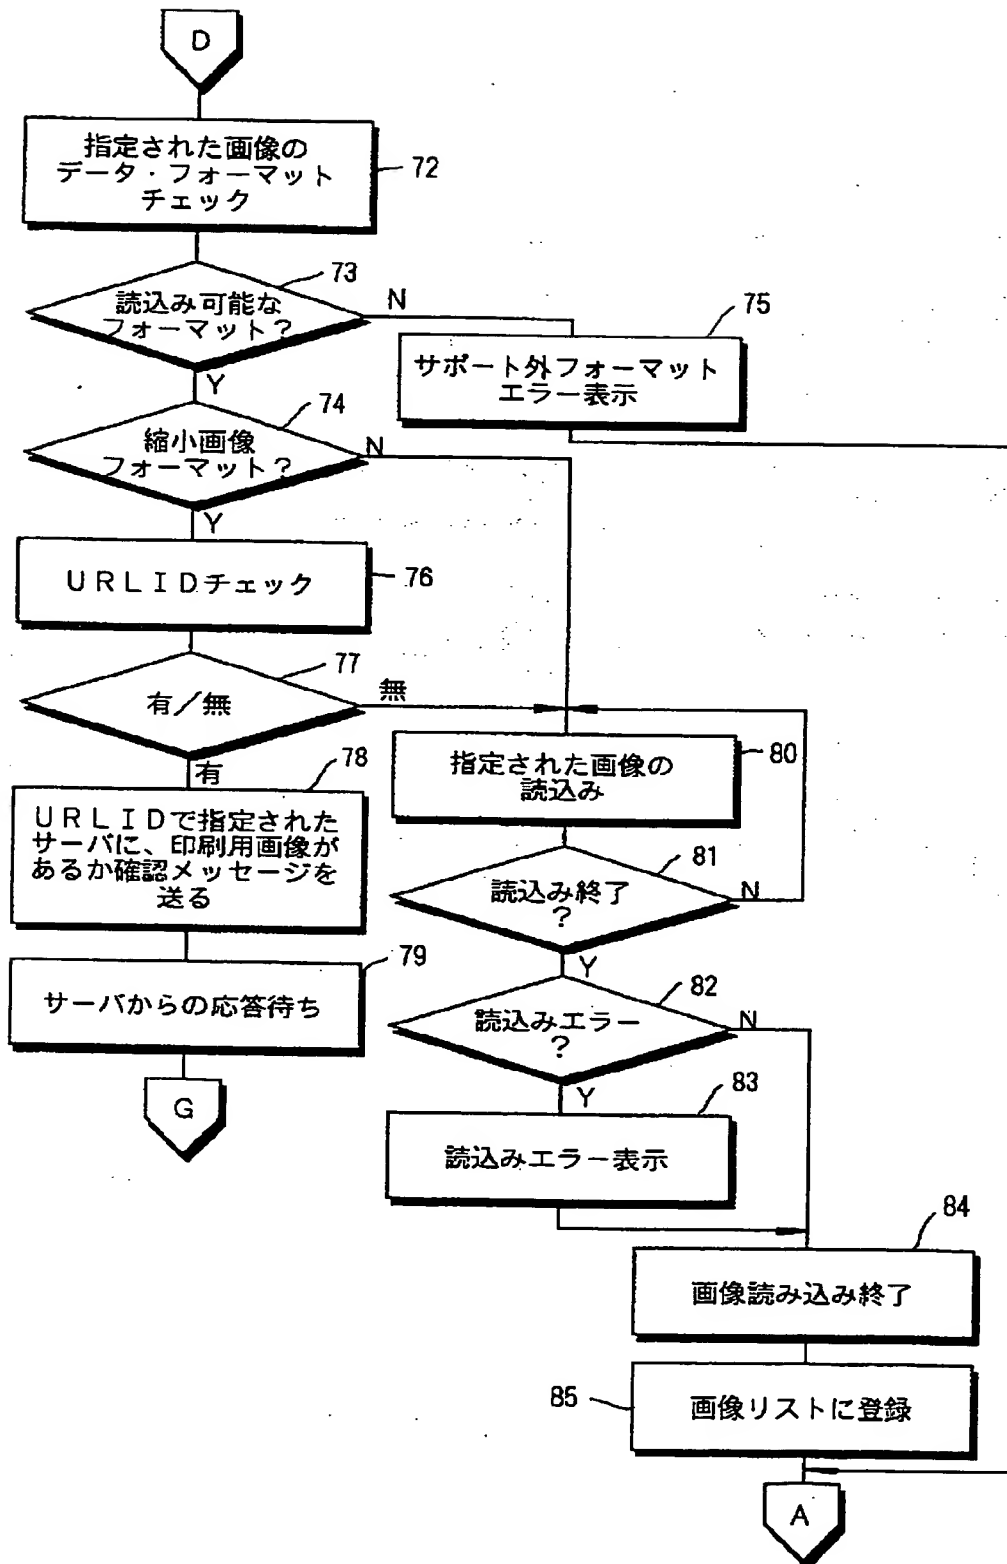 D
指定された画像の
データ・フォーマット
チェック
72
読込み可能な
フォーマット?
73
N
Y
サポート外フォーマット
エラー表示
75
縮小画像
フォーマット?
74
N
Y
URLIDチェック
76
有/無
77
無
有
URLIDで指定された
サーバに、印刷用画像が
あるか確認メッセージを
送る
78
サーバからの応答待ち
79
G
指定された画像の
読込み
80
読込み終了
?
81
N
Y
読込みエラー
?
82
N
Y
読込みエラー表示
83
画像読み込み終了
84
画像リストに登録
85
A